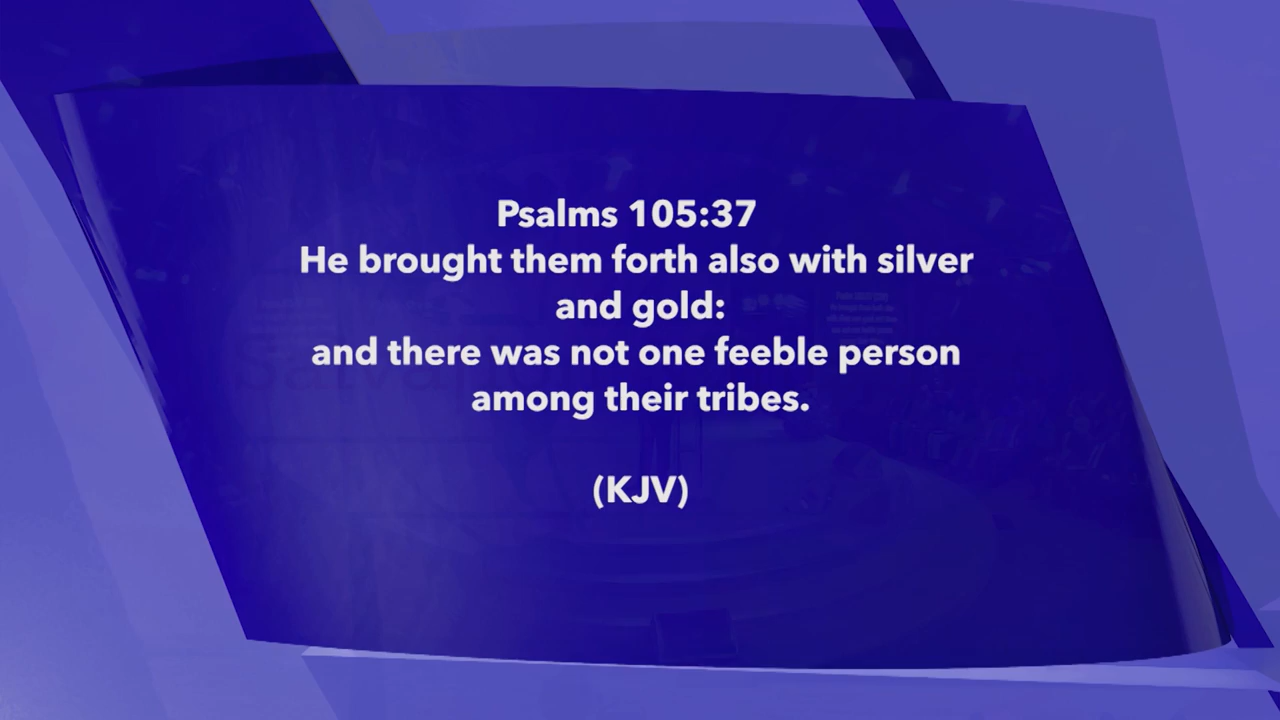 Psalms 105:37
He brought them forth also with silver
and gold:
and there was not one feeble person
among their tribes.
(KJV)